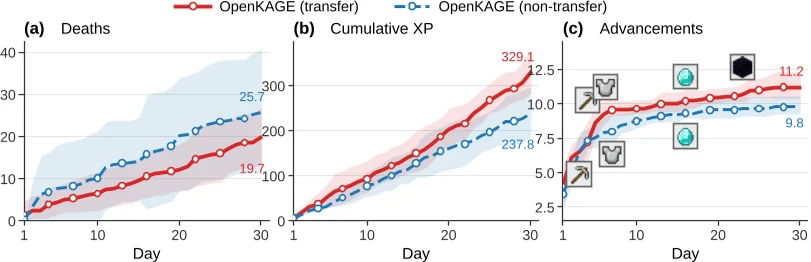 OpenKAGE (transfer) OpenKAGE (non-transfer)
(a) Deaths
40
30
20
10
0
25.7
19.7
1 10 20 30
Day
(b) Cumulative XP
300
200
100
0
329.1
237.8
1 10 20 30
Day
(c) Advancements
12.5
10.0
7.5
5.0
2.5
11.2
9.8
1 10 20 30
Day